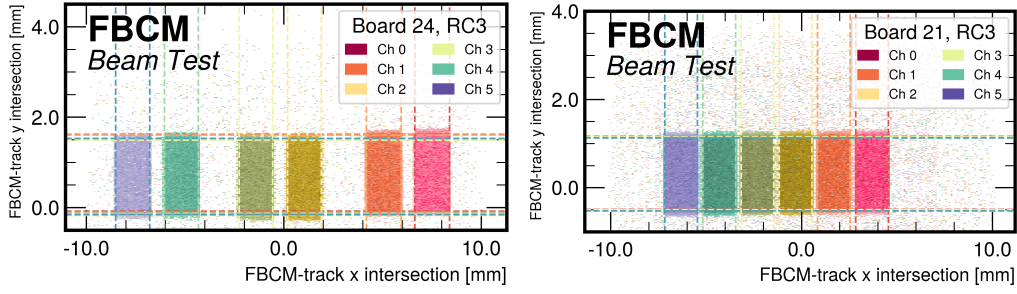 FBCM-track y intersection [mm]
4.0
2.0
0.0
FBCM
Beam Test
Board 24, RC3
Ch 0
Ch 1
Ch 2
Ch 3
Ch 4
Ch 5
-10.0
0.0
10.0
FBCM-track x intersection [mm]
FBCM-track y intersection [mm]
4.0
2.0
0.0
FBCM
Beam Test
Board 21, RC3
Ch 0
Ch 1
Ch 2
Ch 3
Ch 4
Ch 5
-10.0
0.0
10.0
FBCM-track x intersection [mm]